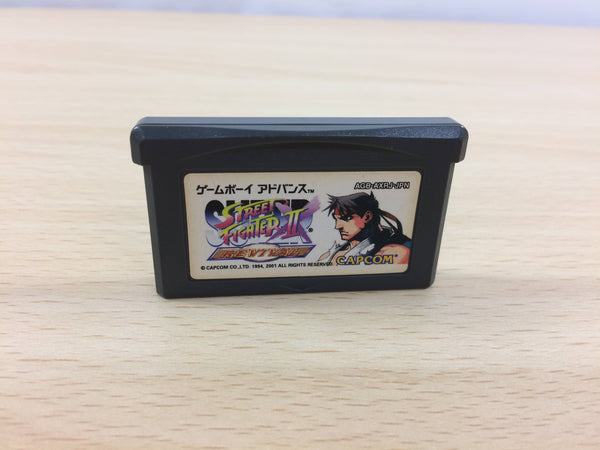 ゲームボーイ アドバンス™
AGB-AXRJ-JPN
SUPER
STREET
FIGHTER II X®
REVIVAL
© CAPCOM CO.,LTD. 1994, 2001 ALL RIGHTS RESERVED.
CAPCOM®